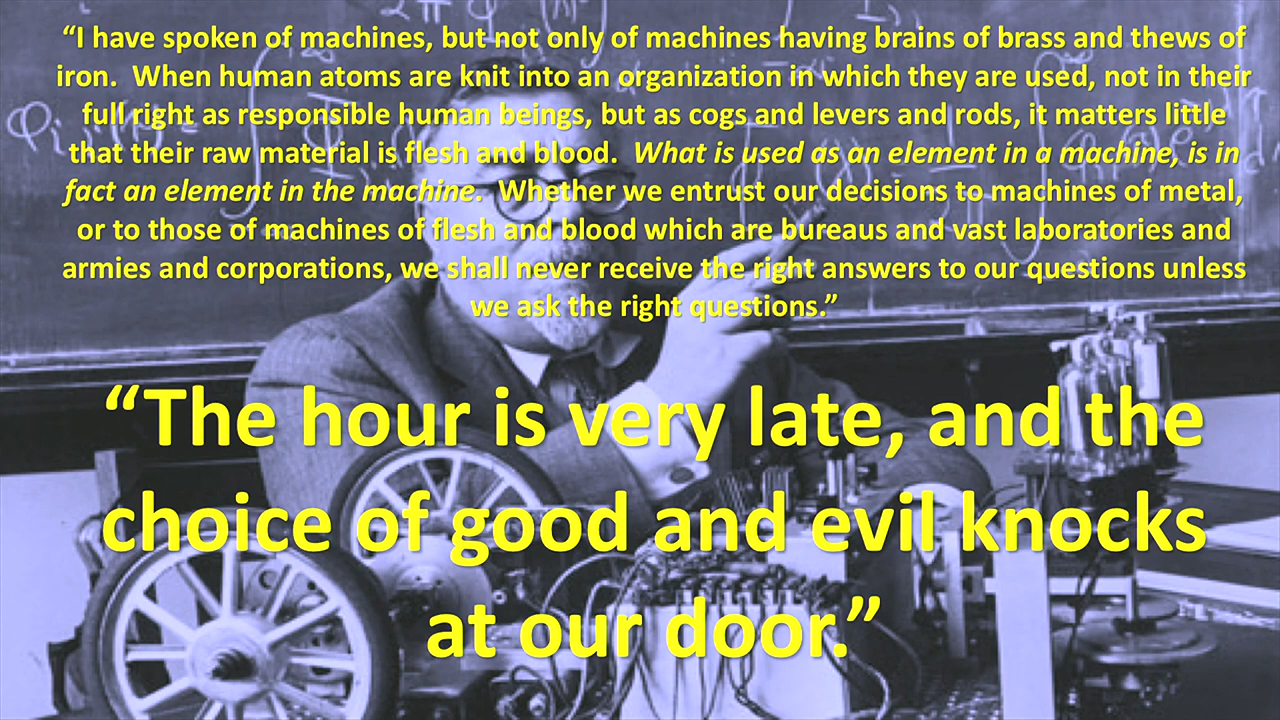 “I have spoken of machines, but not only of machines having brains of brass and thews of
iron.  When human atoms are knit into an organization in which they are used, not in their
full right as responsible human beings, but as cogs and levers and rods, it matters little
that their raw material is flesh and blood.  What is used as an element in a machine, is in
fact an element in the machine.  Whether we entrust our decisions to machines of metal,
or to those of machines of flesh and blood which are bureaus and vast laboratories and
armies and corporations, we shall never receive the right answers to our questions unless
we ask the right questions.”
“The hour is very late, and the
choice of good and evil knocks
at our door.”